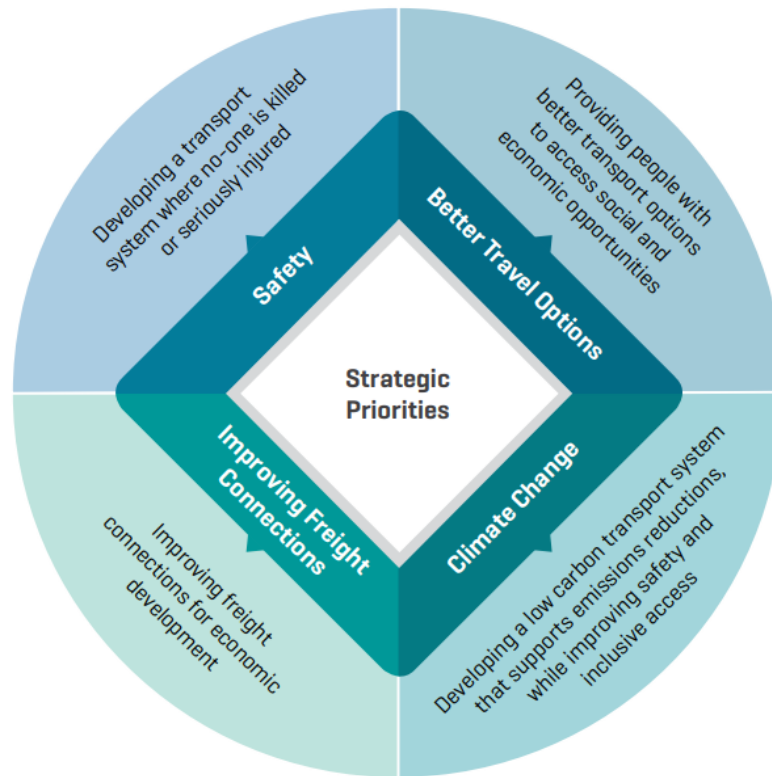 Developing a transport
system where no-one is killed
or seriously injured
Safety
Providing people with
better transport options
to access social and
economic opportunities
Better Travel Options
Strategic
Priorities
Improving Freight
Connections
Improving freight
connections for economic
development
Climate Change
Developing a low carbon transport system
that supports emissions reductions,
while improving safety and
inclusive access